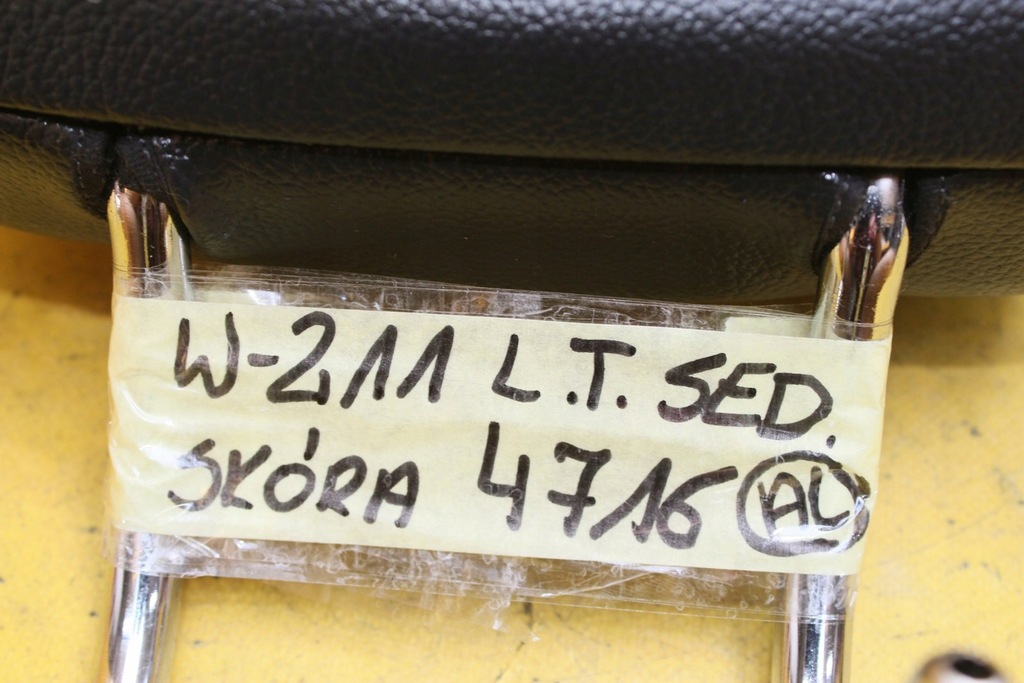 W-211 L.T. SED.
SKÓRA 4716 AL